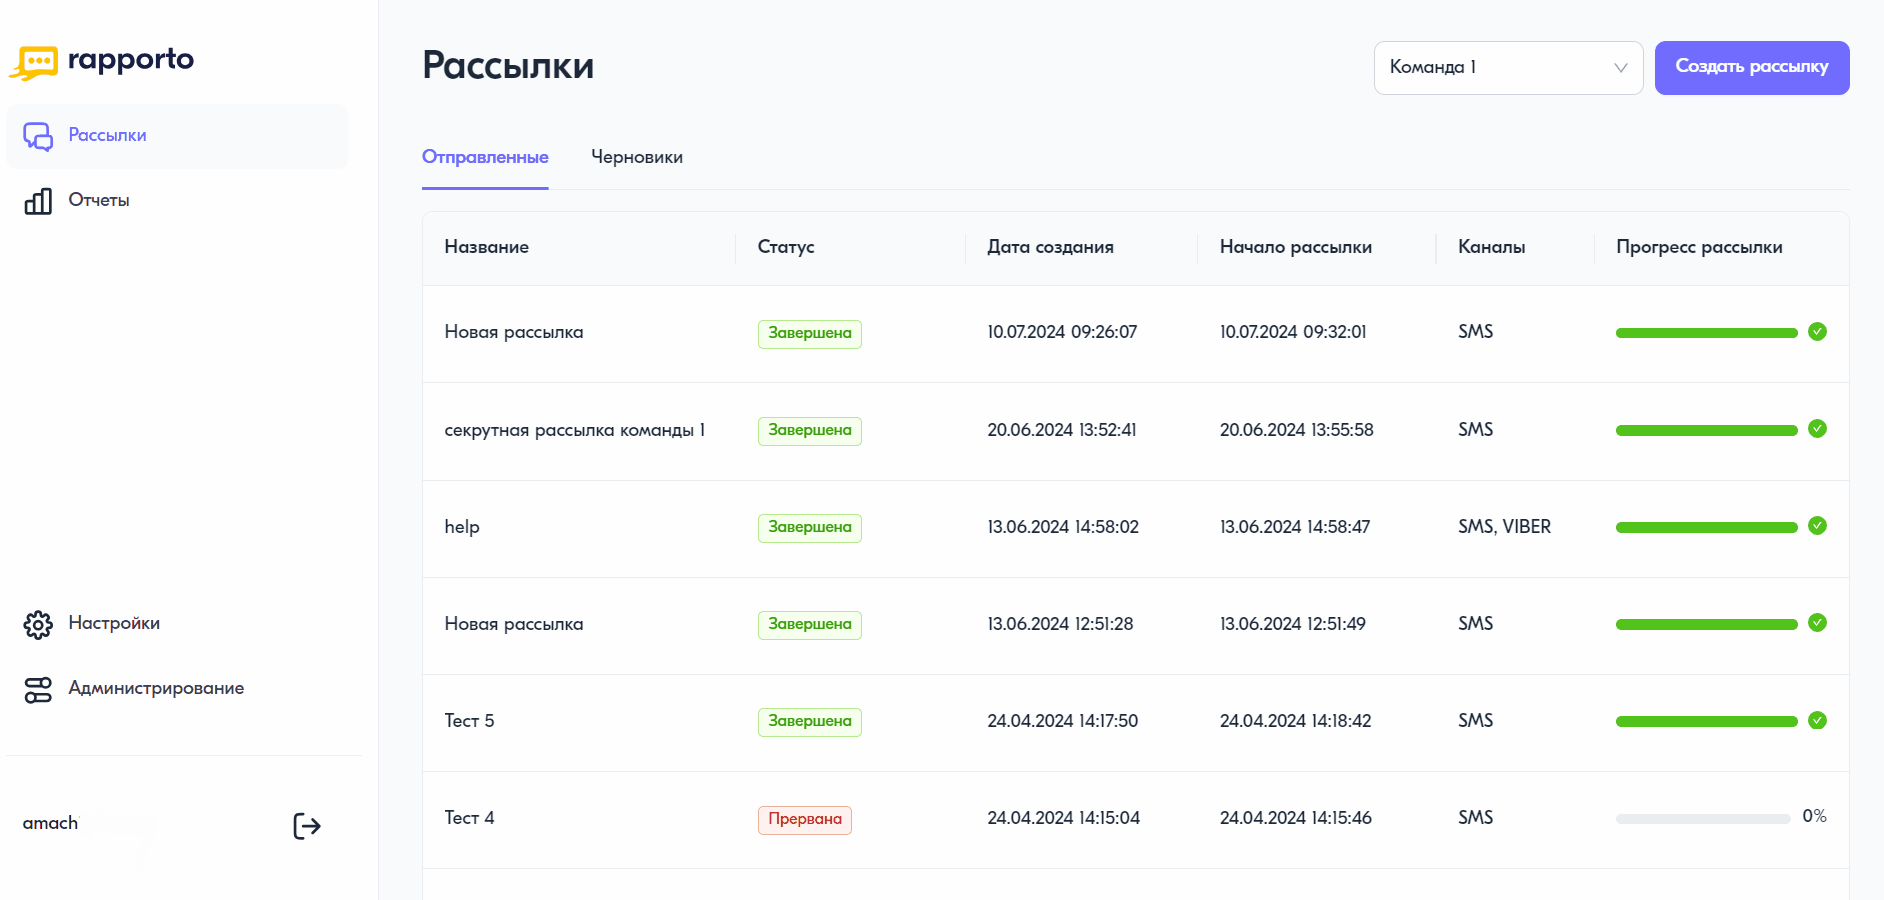 rapporto
Рассылки
Отчеты
Настройки
Администрирование
amach
Рассылки
Команда 1
Создать рассылку
Отправленные Черновики
Название Статус Дата создания Начало рассылки Каналы Прогресс рассылки
Новая рассылка Завершена 10.07.2024 09:26:07 10.07.2024 09:32:01 SMS
секрутная рассылка команды 1 Завершена 20.06.2024 13:52:41 20.06.2024 13:55:58 SMS
help Завершена 13.06.2024 14:58:02 13.06.2024 14:58:47 SMS, VIBER
Новая рассылка Завершена 13.06.2024 12:51:28 13.06.2024 12:51:49 SMS
Тест 5 Завершена 24.04.2024 14:17:50 24.04.2024 14:18:42 SMS
Тест 4 Прервана 24.04.2024 14:15:04 24.04.2024 14:15:46 SMS 0%